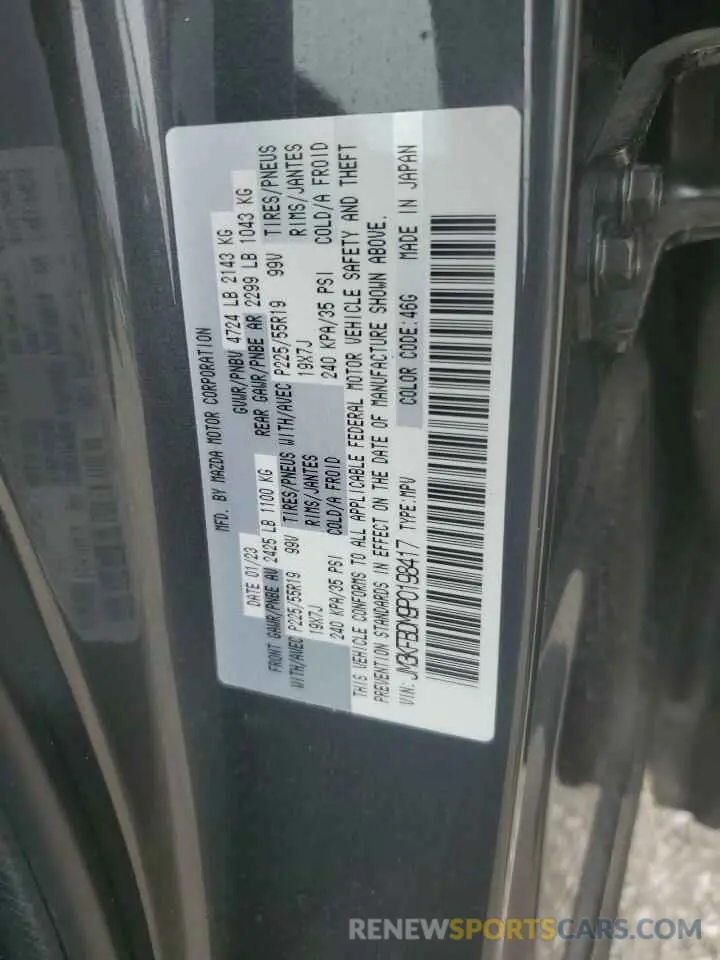 MFD. BY MAZDA MOTOR CORPORATION
DATE 01/23 GVWR/PNBV 4724 LB 2143 KG
FRONT GAWR/PNBE AV 2425 LB 1100 KG REAR GAWR/PNBE AR 2299 LB 1043 KG
WITH/AVEC P225/55R19 99V TIRES/PNEUS WITH/AVEC P225/55R19 99V TIRES/PNEUS
19X7J RIMS/JANTES 19X7J RIMS/JANTES
240 KPA/35 PSI COLD/A FROID 240 KPA/35 PSI COLD/A FROID
THIS VEHICLE CONFORMS TO ALL APPLICABLE FEDERAL MOTOR VEHICLE SAFETY AND THEFT
PREVENTION STANDARDS IN EFFECT ON THE DATE OF MANUFACTURE SHOWN ABOVE.
VIN: JM3KFBDM9P0198417 TYPE:MPV COLOR CODE:46G MADE IN JAPAN
RENEWSPORTSCARS.COM